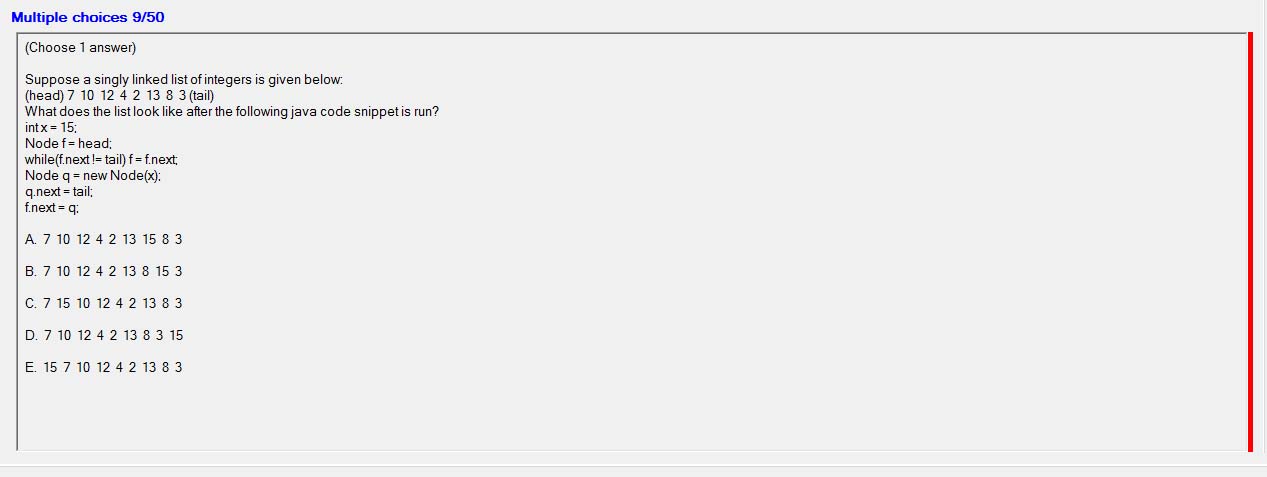 Multiple choices 9/50
(Choose 1 answer)
Suppose a singly linked list of integers is given below:
(head) 7 10 12 4 2 13 8 3 (tail)
What does the list look like after the following java code snippet is run?
int x = 15;
Node f = head;
while(f.next != tail) f = f.next;
Node q = new Node(x);
q.next = tail;
f.next = q;
A. 7 10 12 4 2 13 15 8 3
B. 7 10 12 4 2 13 8 15 3
C. 7 15 10 12 4 2 13 8 3
D. 7 10 12 4 2 13 8 3 15
E. 15 7 10 12 4 2 13 8 3